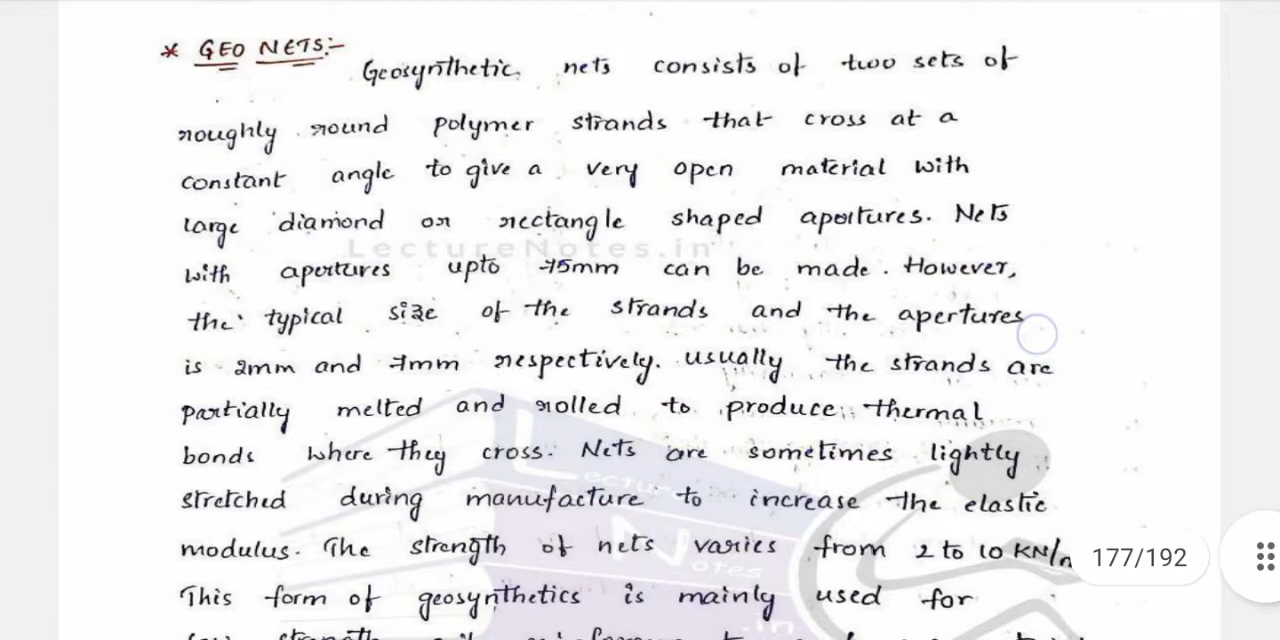 * GEO NETS:-
Geosynthetic nets consists of two sets of
roughly round polymer strands that cross at a
constant angle to give a very open material with
large diamond or rectangle shaped apertures. Nets
LectureNotes.in
with apertures upto 75mm can be made. However,
the typical size of the strands and the apertures
is 2mm and 7mm respectively. usually the strands are
partially melted and rolled to produce thermal
bonds where they cross. Nets are sometimes lightly
stretched during manufacture to increase the elastic
modulus. The strength of nets varies from 2 to 10 KN/
177/192
This form of geosynthetics is mainly used for
strength